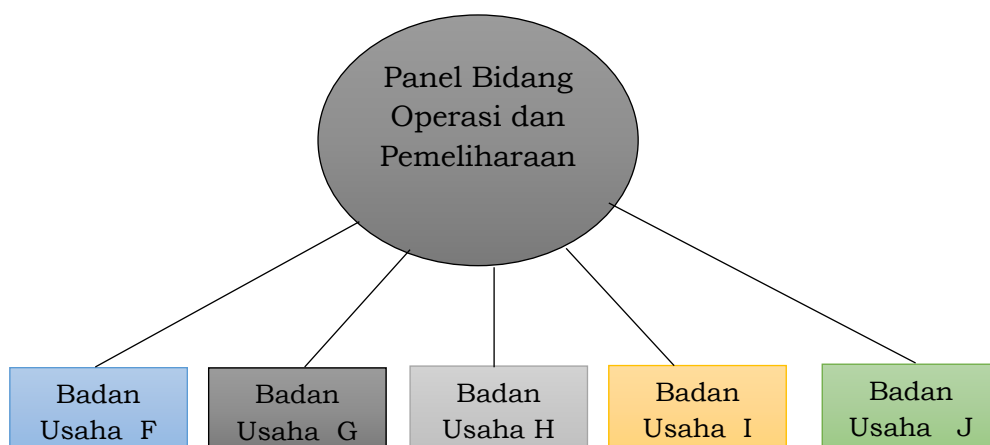 Panel Bidang
Operasi dan
Pemeliharaan
Badan
Usaha F
Badan
Usaha G
Badan
Usaha H
Badan
Usaha I
Badan
Usaha J